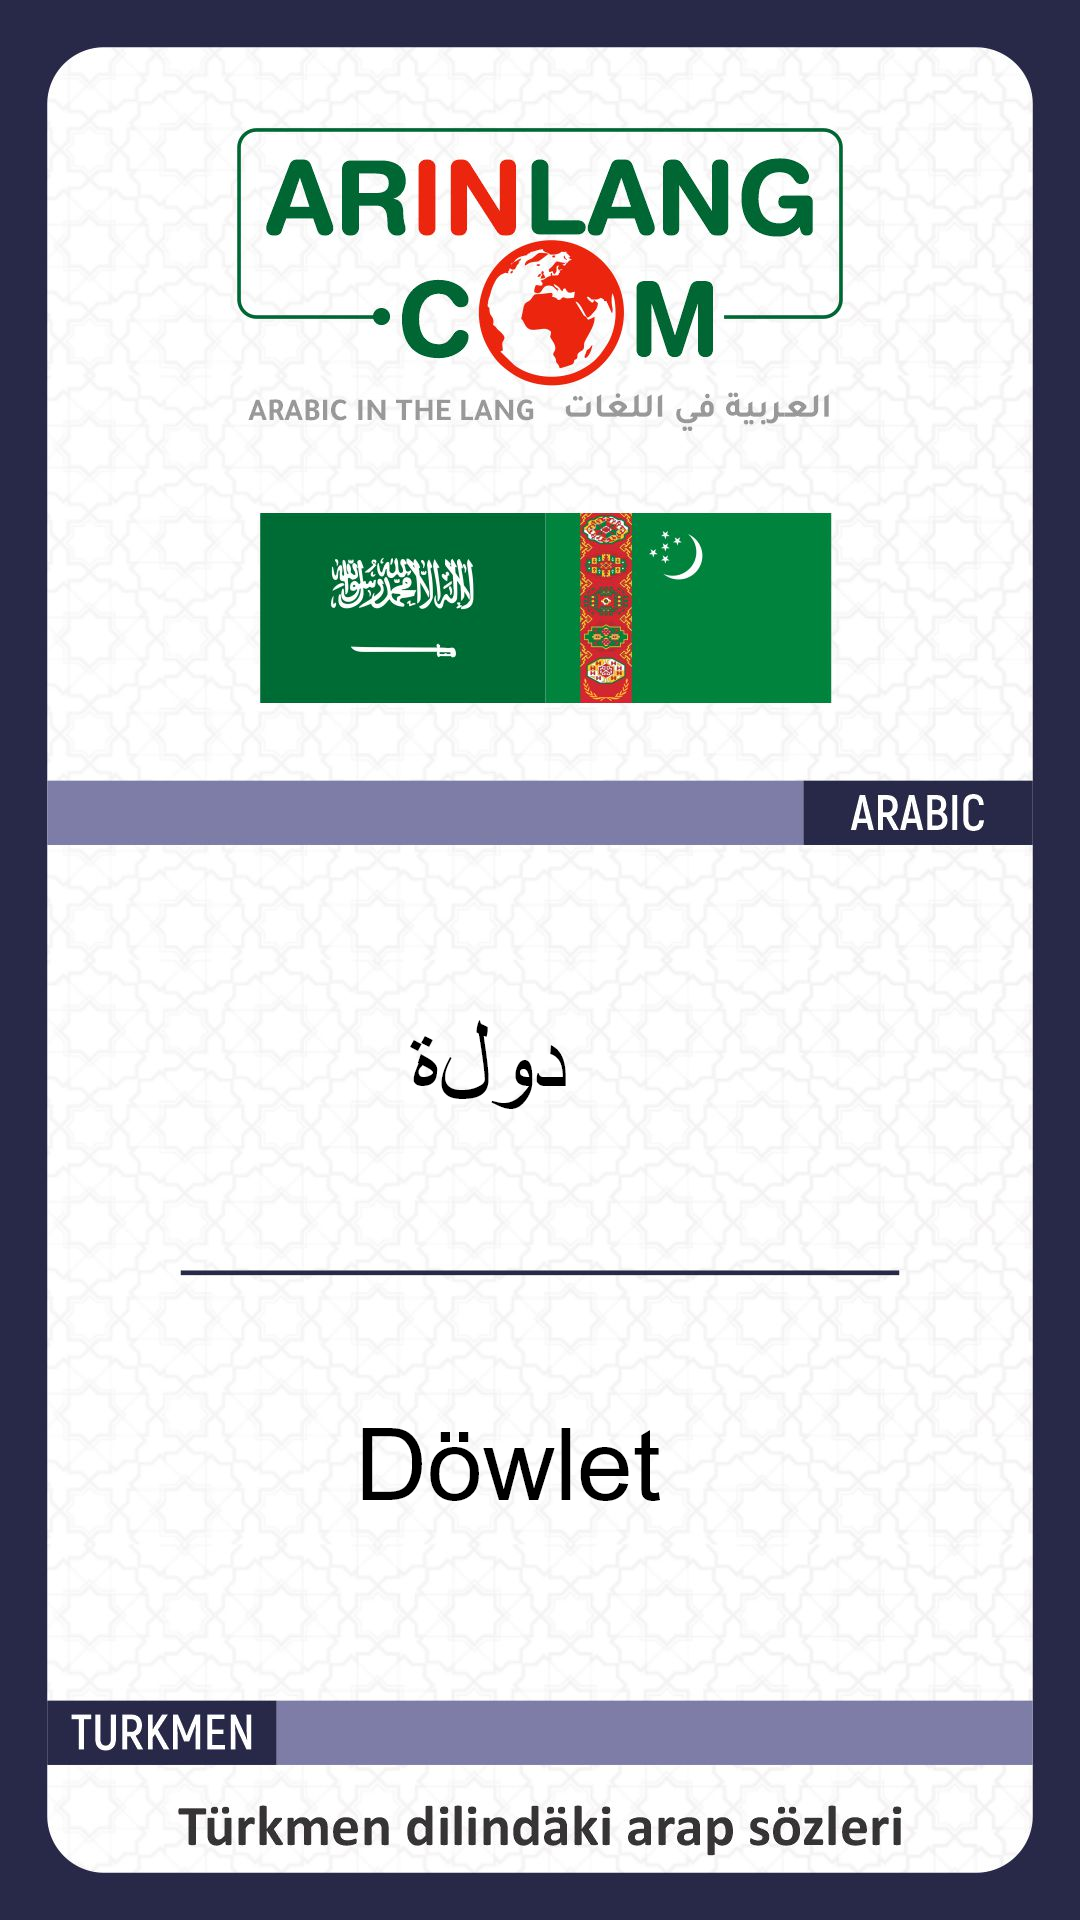 ARINLANG
.COM
ARABIC IN THE LANG العربية في اللغات
لا إله إلا الله محمد رسول الله
ARABIC
دولة
Döwlet
TURKMEN
Türkmen dilindäki arap sözleri